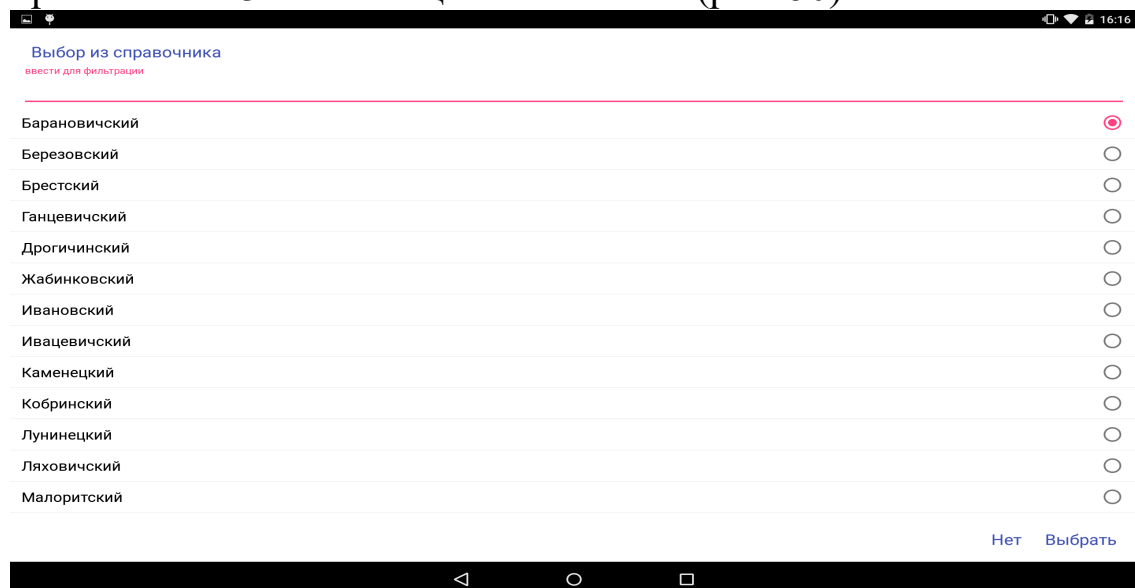 16:16
Выбор из справочника
ввести для фильтрации
Барановичский
Березовский
Брестский
Ганцевичский
Дрогичинский
Жабинковский
Ивановский
Ивацевичский
Каменецкий
Кобринский
Лунинецкий
Ляховичский
Малоритский
Нет Выбрать